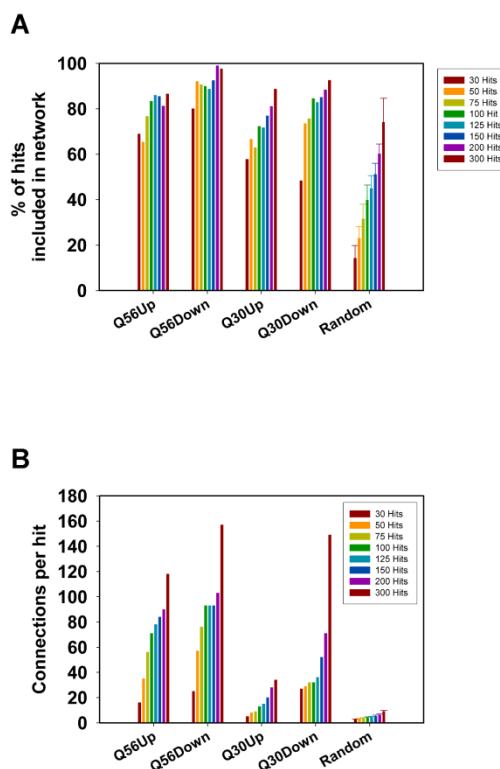 A
100
80
60
40
20
0
% of hits
included in network
Q56Up
Q56Down
Q30Up
Q30Down
Random
30 Hits
50 Hits
75 Hits
100 Hit
125 Hits
150 Hits
200 Hits
300 Hits
B
180
160
140
120
100
80
60
40
20
0
Connections per hit
Q56Up
Q56Down
Q30Up
Q30Down
Random
30 Hits
50 Hits
75 Hits
100 Hits
125 Hits
150 Hits
200 Hits
300 Hits